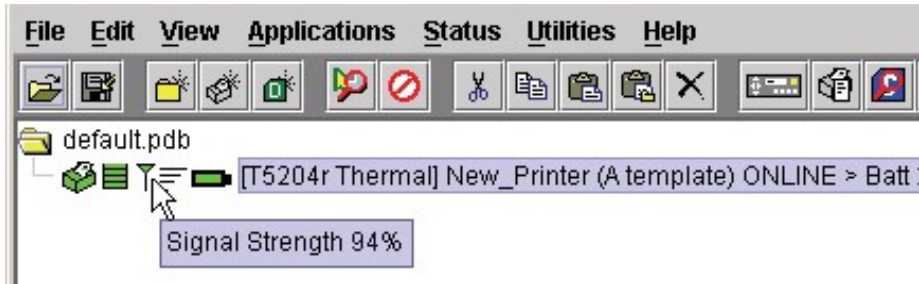 File Edit View Applications Status Utilities Help
default.pdb
[T5204r Thermal] New_Printer (A template) ONLINE > Batt
Signal Strength 94%